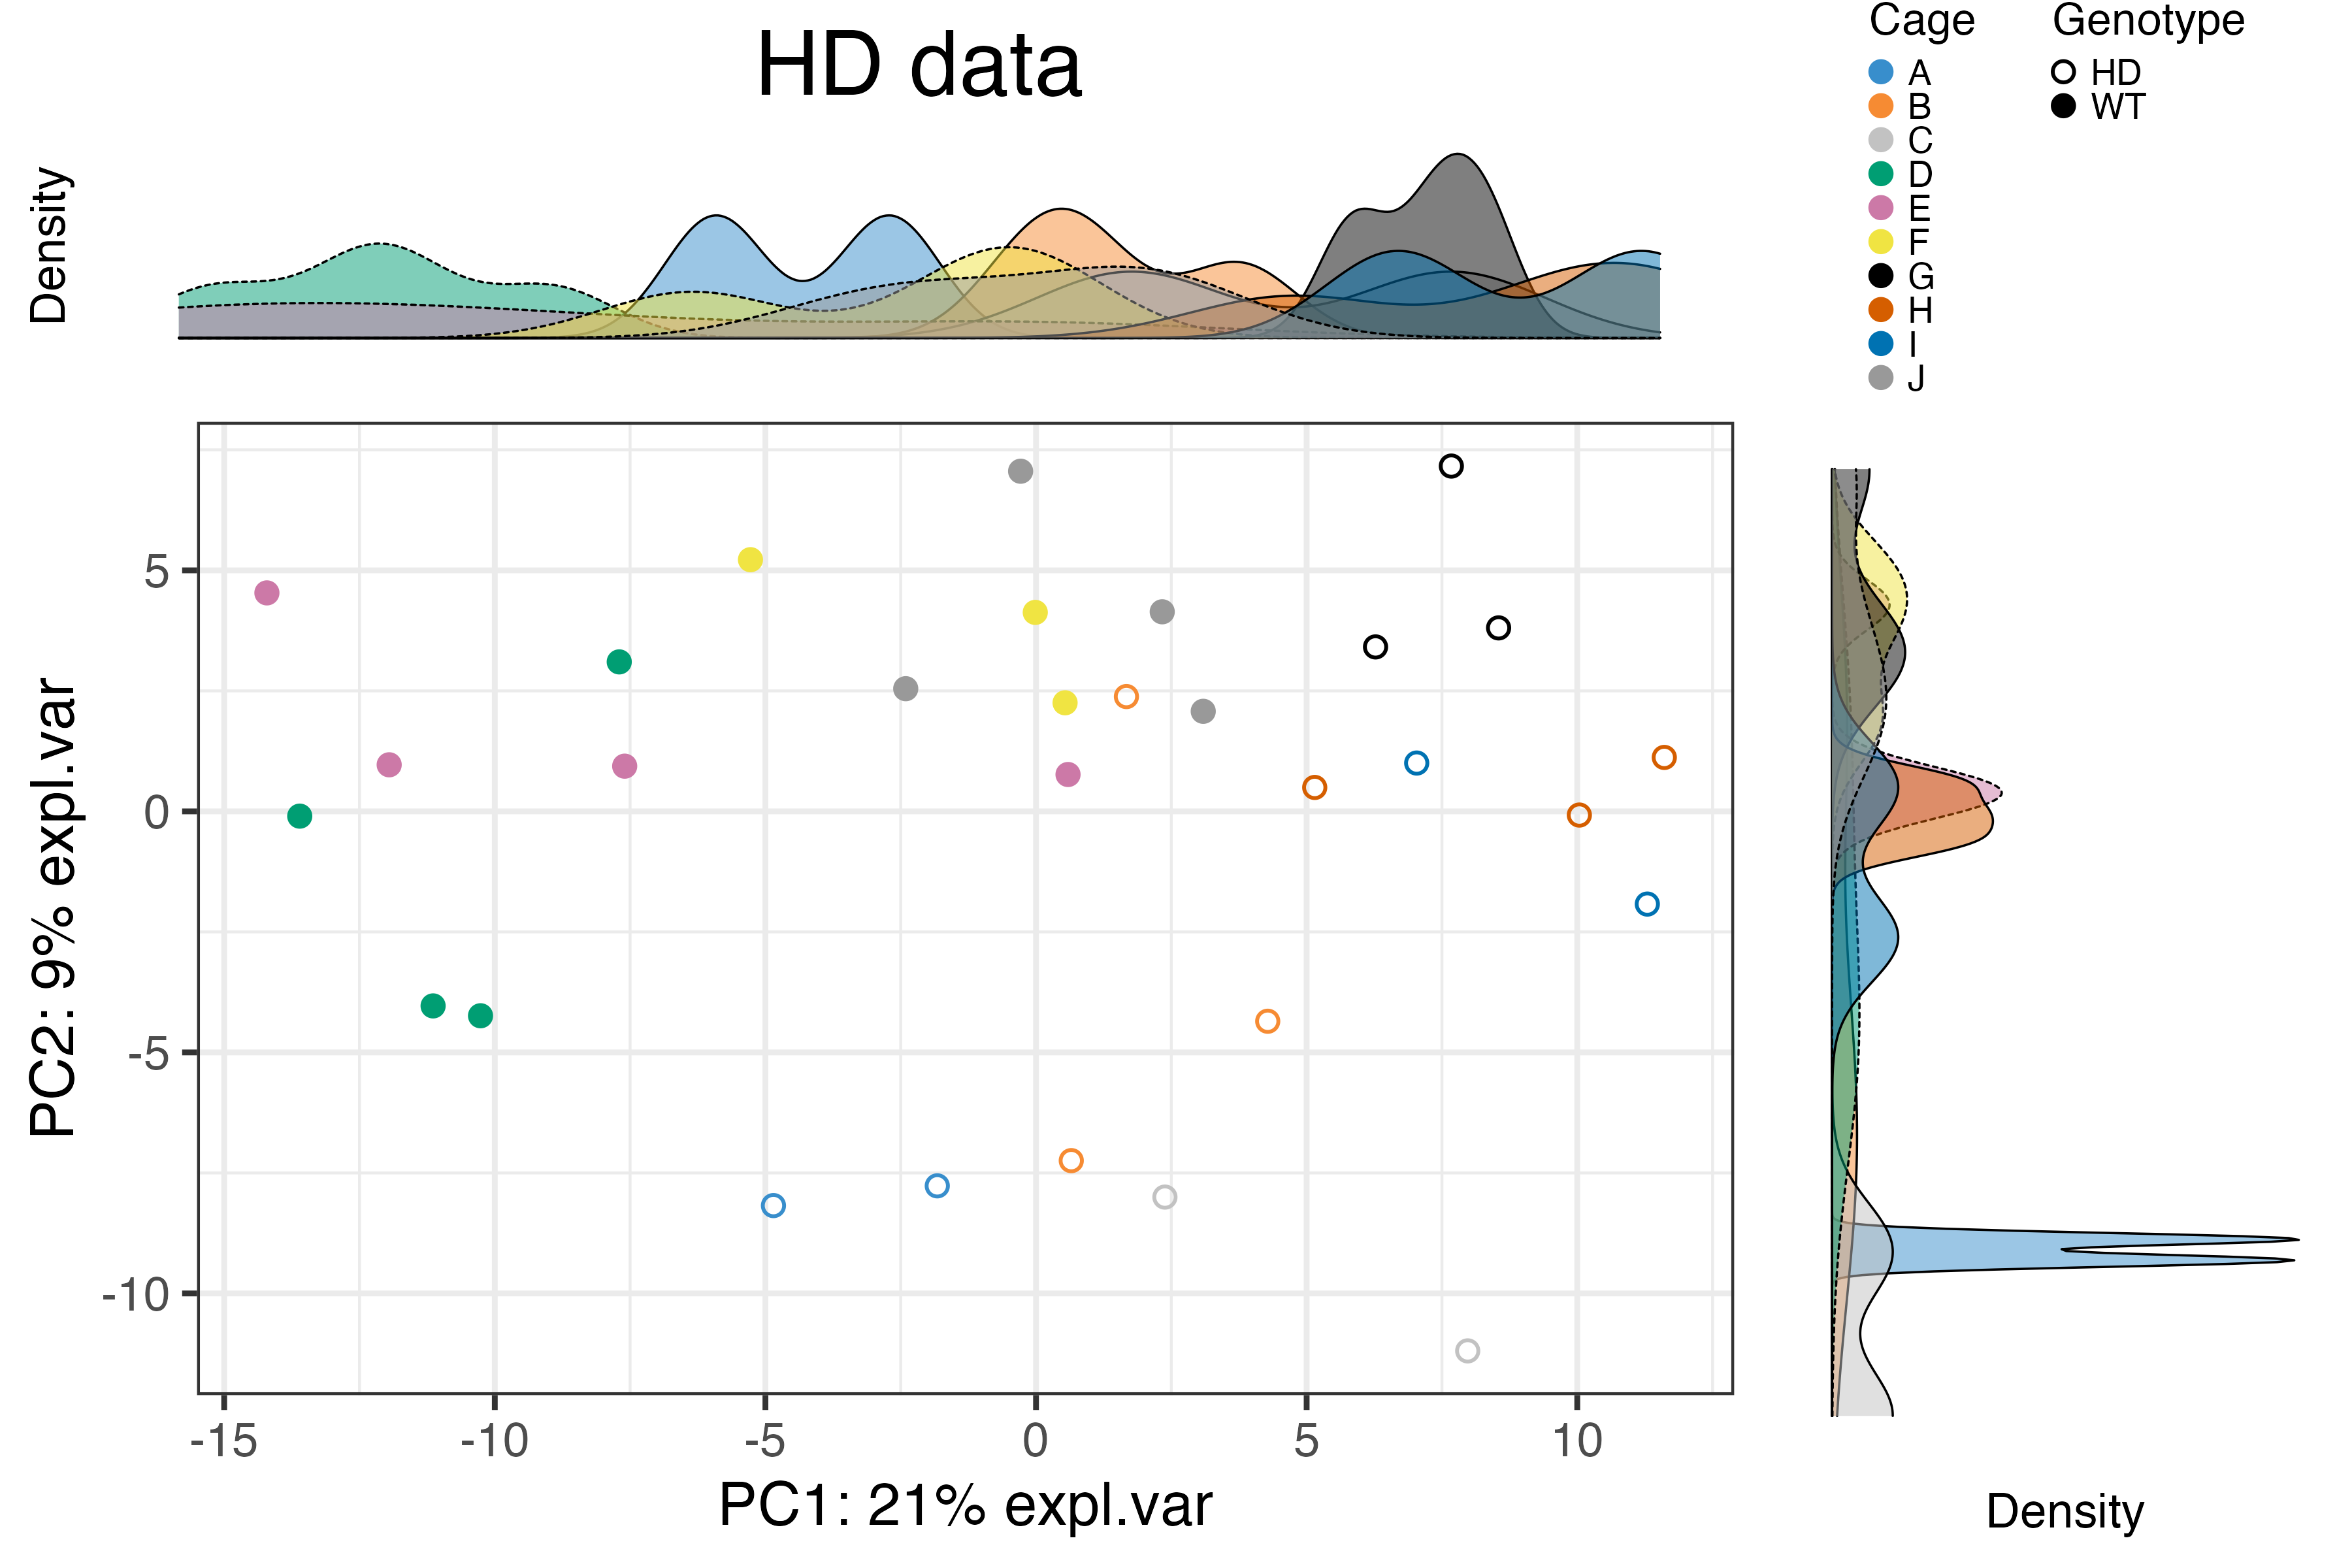 HD data
Density
Cage
A
B
C
D
E
F
G
H
I
J
Genotype
HD
WT
PC2: 9% expl.var
5
0
-5
-10
-15
-10
-5
0
5
10
PC1: 21% expl.var
Density